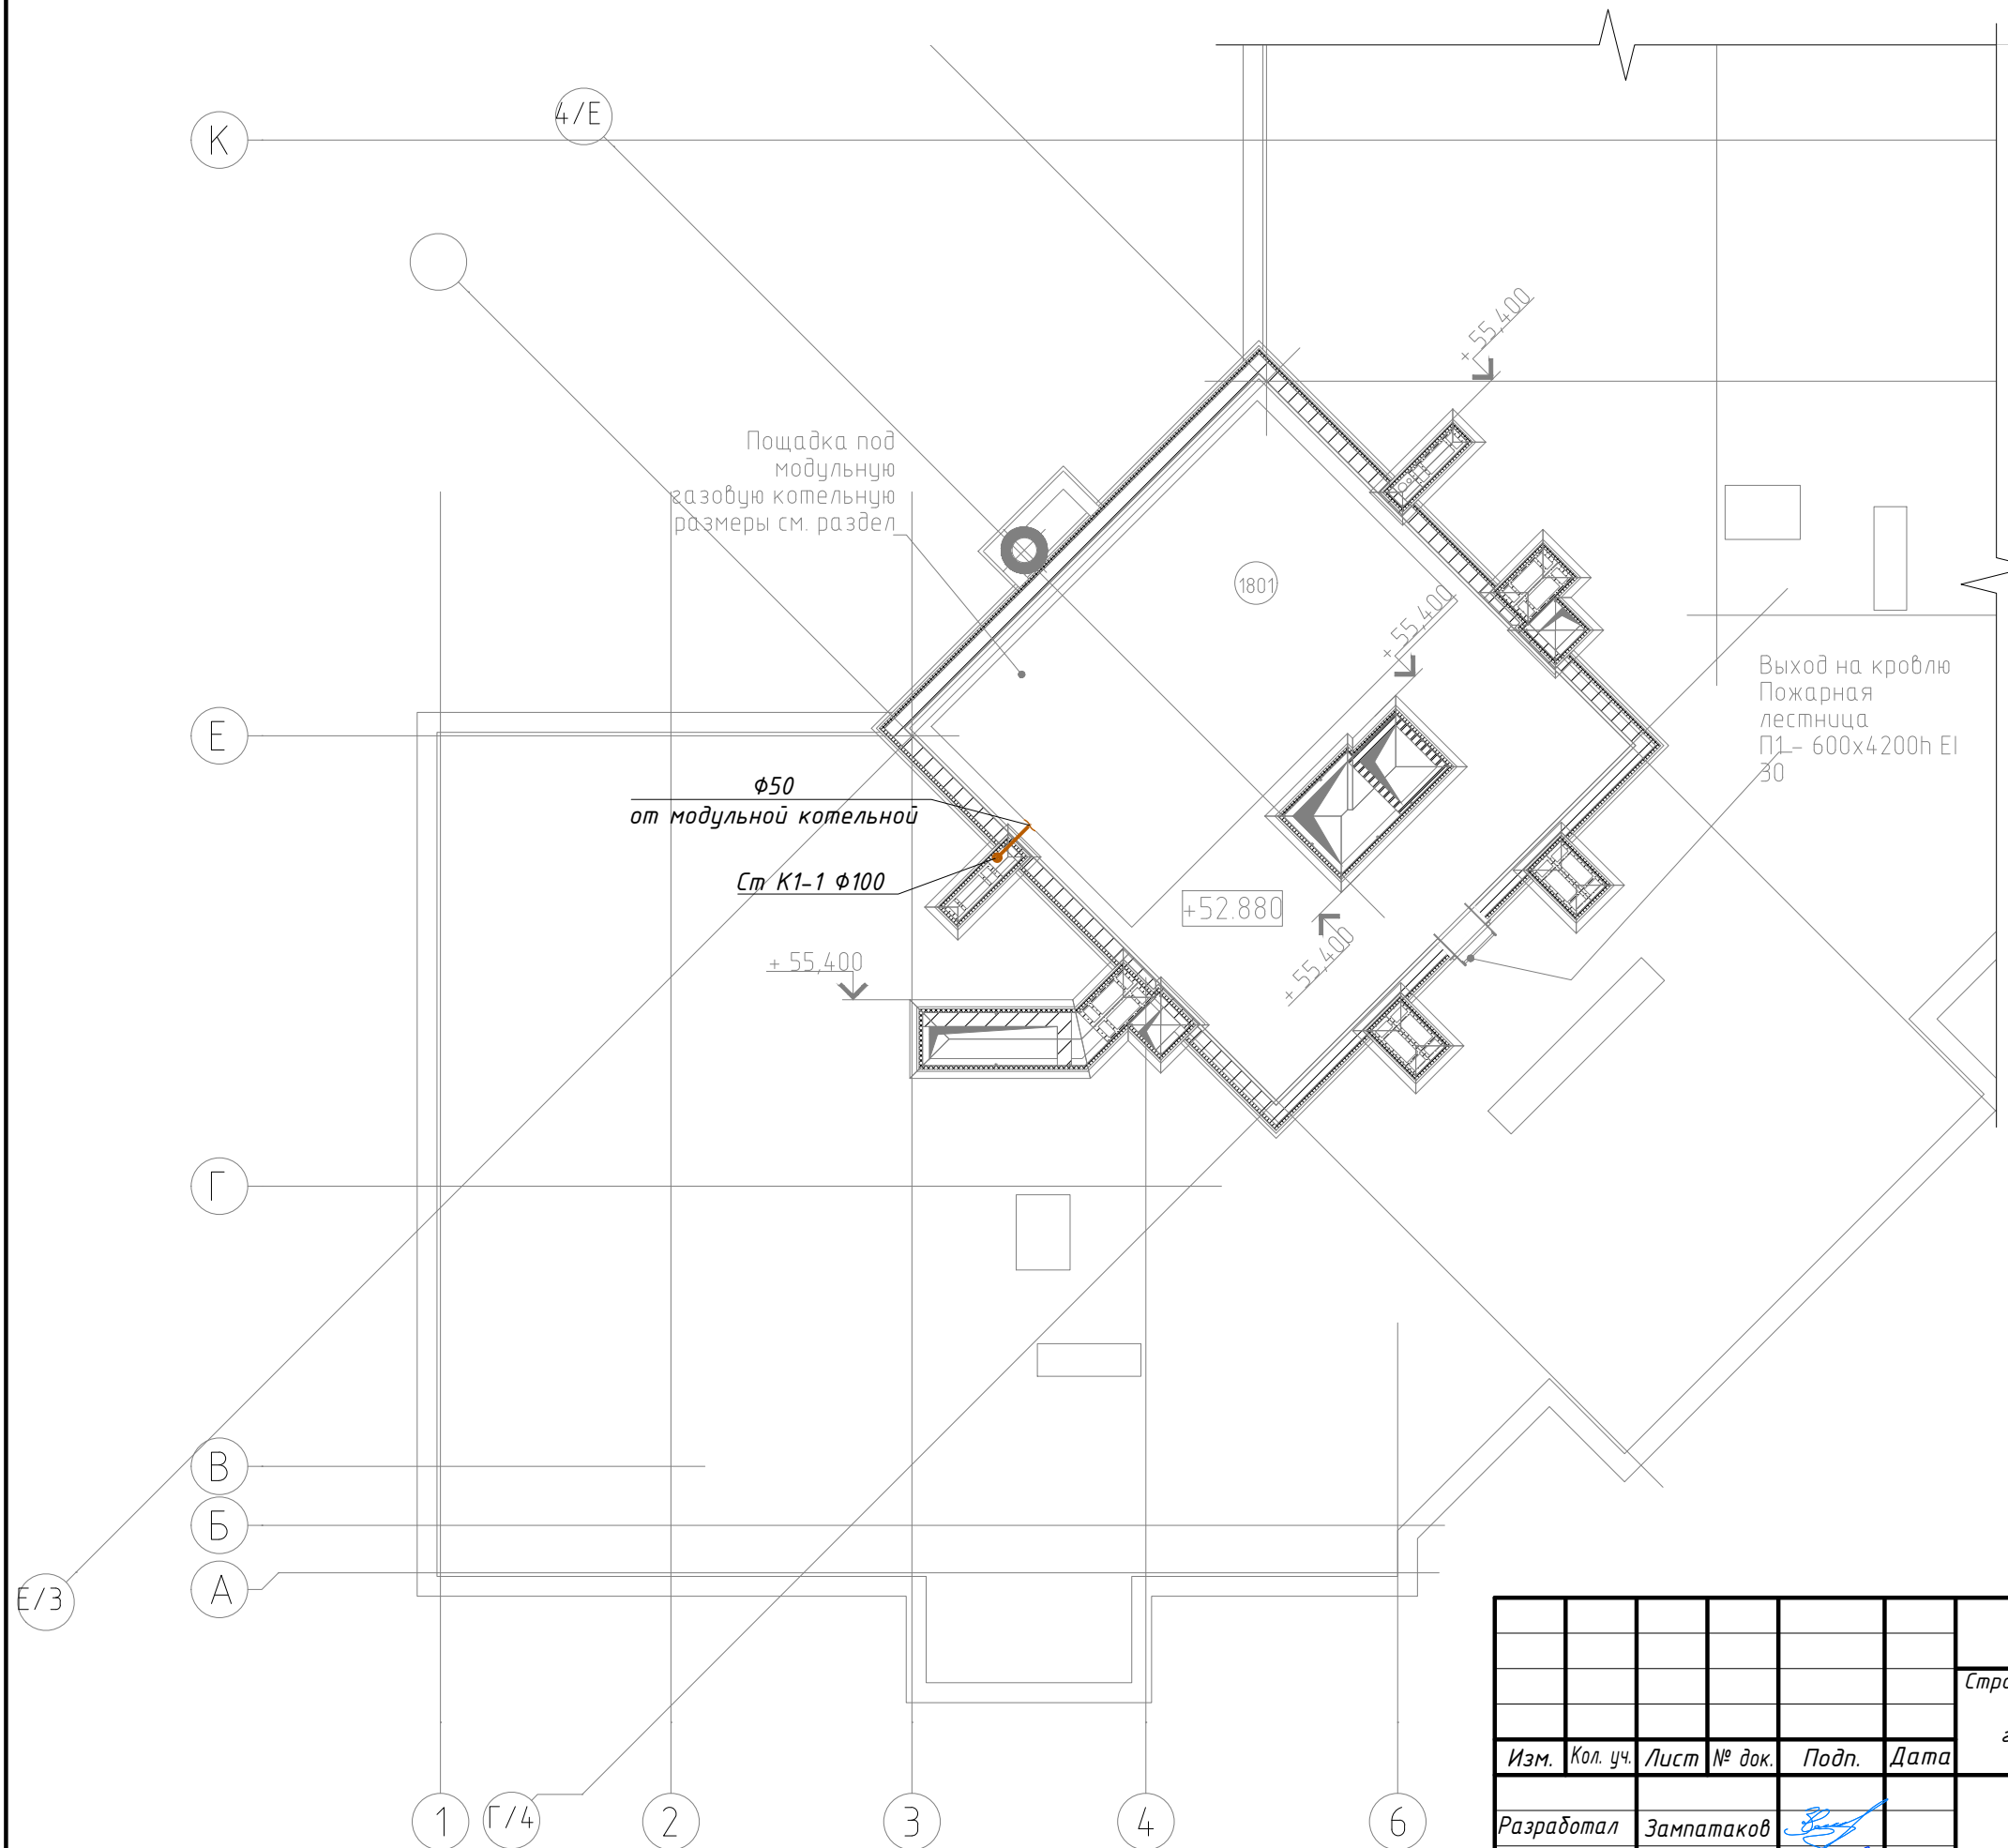 4/Е
К
+ 55,400
Пощадка под
модульную
газовую котельную
размеры см. раздел
1801
+ 55,400
Выход на кровлю
Пожарная
лестница
П1 - 600х4200h EI
30
Е
Ф50
от модульной котельной
Ст К1-1 Ф100
+52.880
+ 55,400
+ 55,400
Г
В
Б
А
Е/3
Изм. Кол. уч. Лист № док. Подп. Дата
Разработал Зампатаков
1
Г/4
2
3
4
6